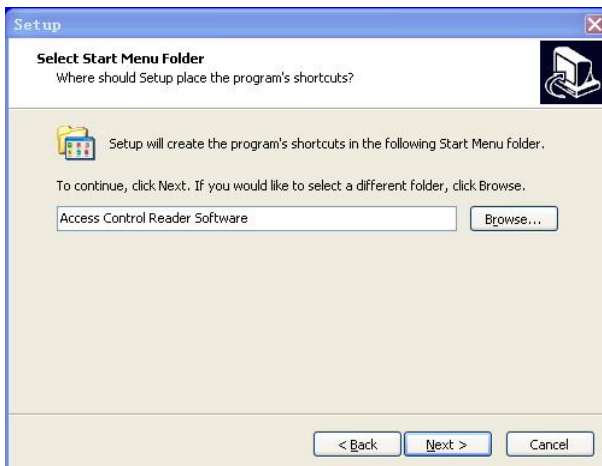 Setup
Select Start Menu Folder
Where should Setup place the program's shortcuts?
Setup will create the program's shortcuts in the following Start Menu folder.
To continue, click Next. If you would like to select a different folder, click Browse.
Access Control Reader Software
Browse...
< Back
Next >
Cancel